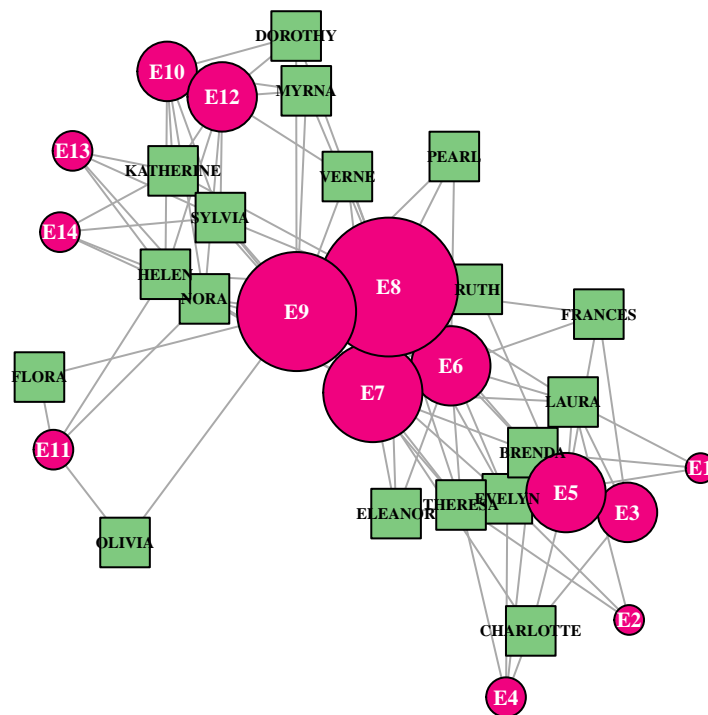 DOROTHY
E10
E12
MYRNA
E13
PEARL
KATHERINE
VERNE
SYLVIA
E14
HELEN
E8
RUTH
NORA
E9
FRANCES
E6
FLORA
E7
LAURA
E11
BRENDA
E1
E5
EVELYN
THERESA
ELEANOR
E3
OLIVIA
E2
CHARLOTTE
E4